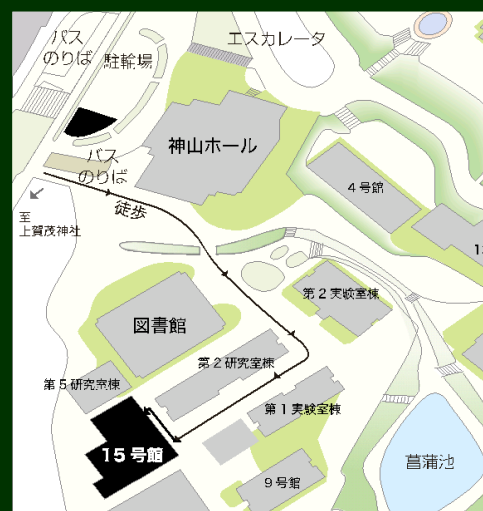 バス
のりば
駐輪場
エスカレータ
神山ホール
バス
のりば
4号館
至
上賀茂神社
徒歩
第2実験室棟
図書館
第2研究室棟
第5研究室棟
第1実験室棟
15号館
9号館
菖蒲池